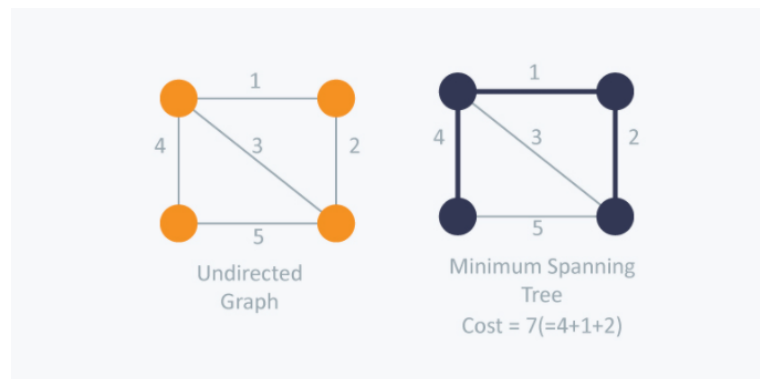 1
4
3
2
5
Undirected
Graph
1
4
3
2
5
Minimum Spanning
Tree
Cost = 7(=4+1+2)